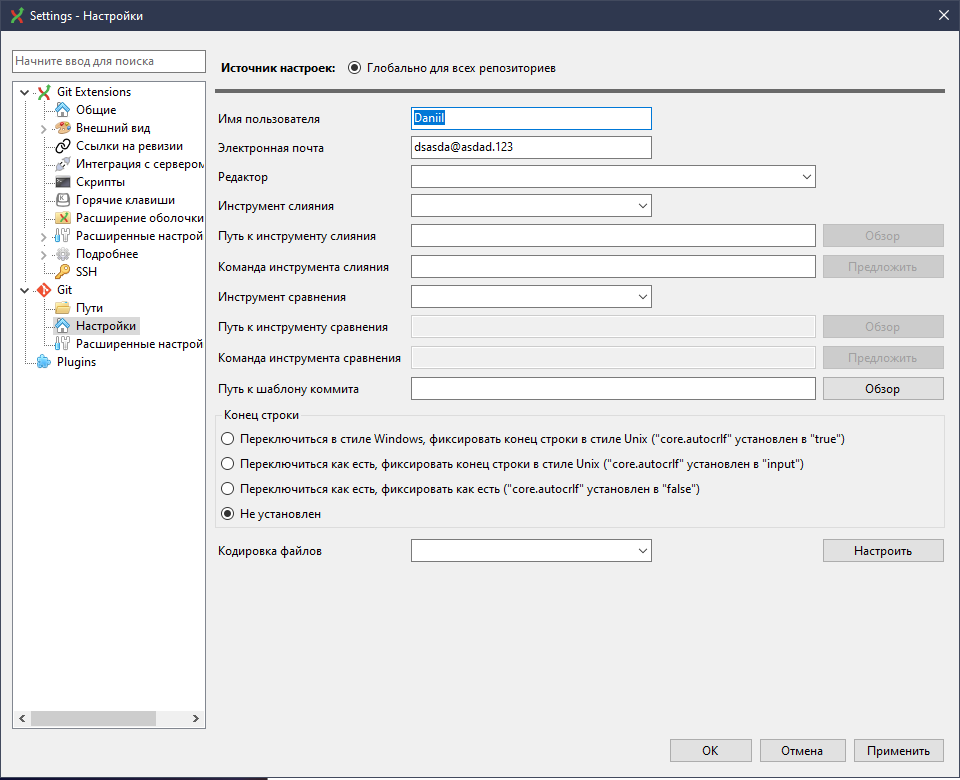 Settings - Настройки
Начните ввод для поиска
Git Extensions
Общие
Внешний вид
Ссылки на ревизии
Интеграция с сервером
Скрипты
Горячие клавиши
Расширение оболочки
Расширенные настрой
Подробнее
SSH
Git
Пути
Настройки
Расширенные настрой
Plugins
Источник настроек: Глобально для всех репозиториев
Имя пользователя Daniil
Электронная почта dsasda@asdad.123
Редактор
Инструмент слияния
Путь к инструменту слияния Обзор
Команда инструмента слияния Предложить
Инструмент сравнения
Путь к инструменту сравнения Обзор
Команда инструмента сравнения Предложить
Путь к шаблону коммита Обзор
Конец строки
Переключиться в стиле Windows, фиксировать конец строки в стиле Unix ("core.autocrlf" установлен в "true")
Переключиться как есть, фиксировать конец строки в стиле Unix ("core.autocrlf" установлен в "input")
Переключиться как есть, фиксировать как есть ("core.autocrlf" установлен в "false")
Не установлен
Кодировка файлов Настроить
OK Отмена Применить